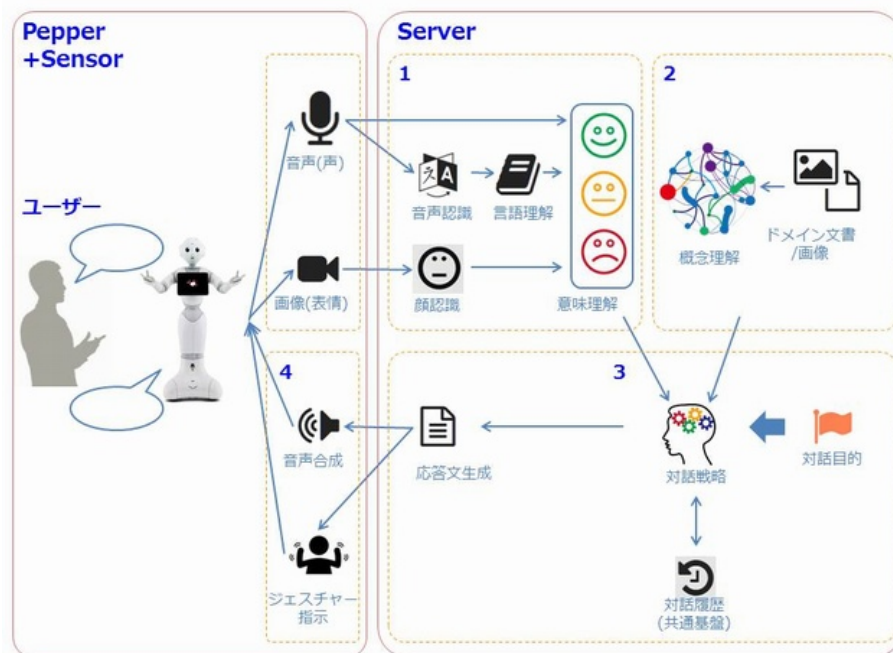 Pepper
+Sensor
Server
ユーザー
音声(声)
画像(表情)
1
音声認識
言語理解
顔認識
意味理解
2
概念理解
ドメイン文書
/画像
3
対話戦略
対話目的
対話履歴
(共通基盤)
応答文生成
4
音声合成
ジェスチャー
指示